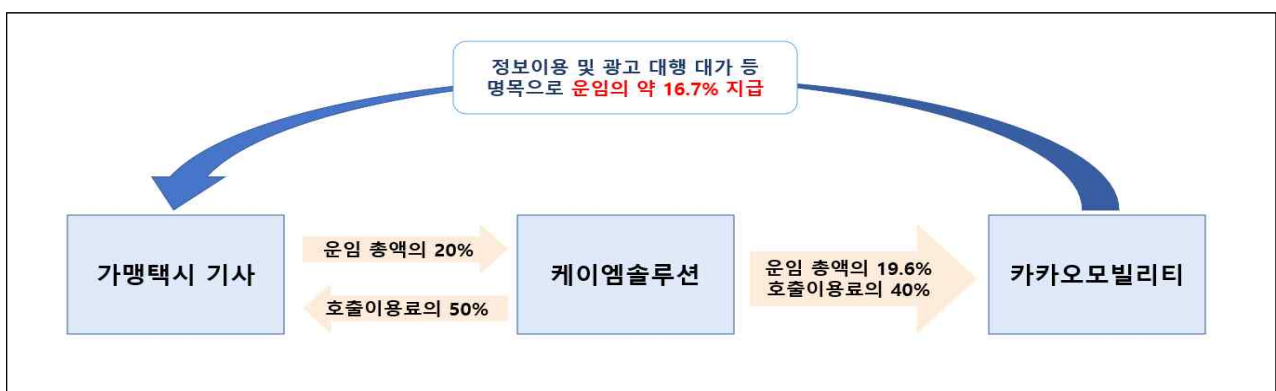 정보이용 및 광고 대행 대가 등
명목으로 운임의 약 16.7% 지급
가맹택시 기사
운임 총액의 20%
호출이용료의 50%
케이엠솔루션
운임 총액의 19.6%
호출이용료의 40%
카카오모빌리티